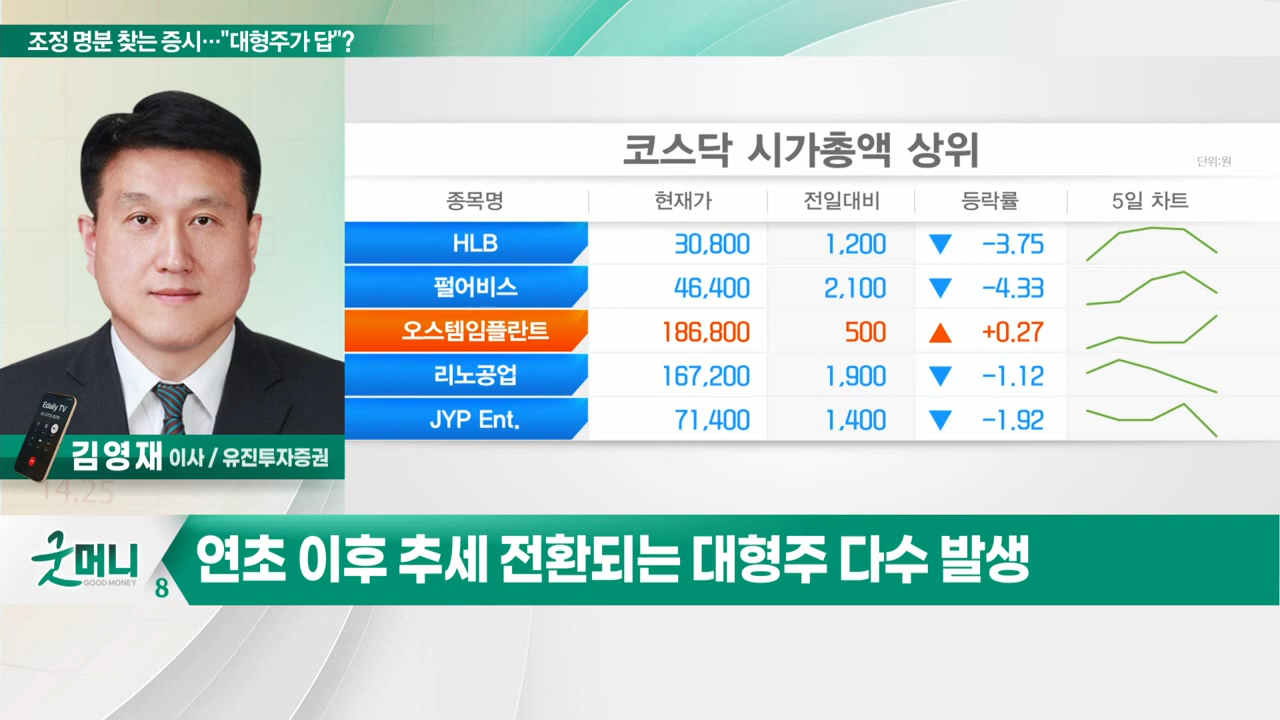 조정 명분 찾는 증시…"대형주가 답"?
코스닥 시가총액 상위
단위:원
종목명 현재가 전일대비 등락률 5일 차트
HLB 30,800 1,200 ▼ -3.75
펄어비스 46,400 2,100 ▼ -4.33
오스템임플란트 186,800 500 ▲ +0.27
리노공업 167,200 1,900 ▼ -1.12
JYP Ent. 71,400 1,400 ▼ -1.92
Edaily TV
김영재 이사 / 유진투자증권
14.25
굿머니
GOOD MONEY
8
연초 이후 추세 전환되는 대형주 다수 발생